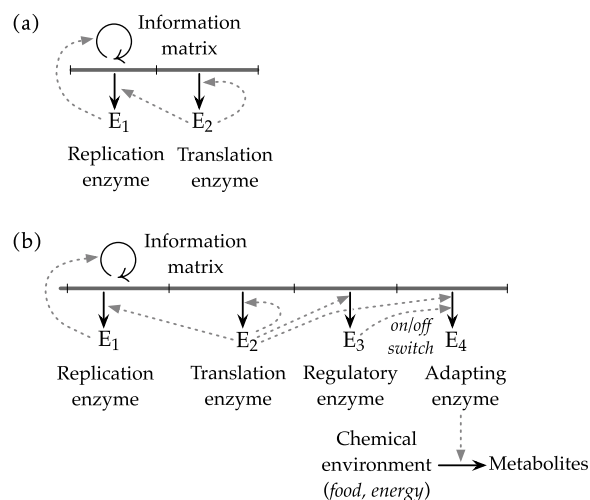 (a)
Information
matrix
E1 E2
Replication Translation
enzyme enzyme
(b)
Information
matrix
on/off
switch
E1 E2 E3 E4
Replication Translation Regulatory Adapting
enzyme enzyme enzyme enzyme
Chemical
environment Metabolites
(food, energy)